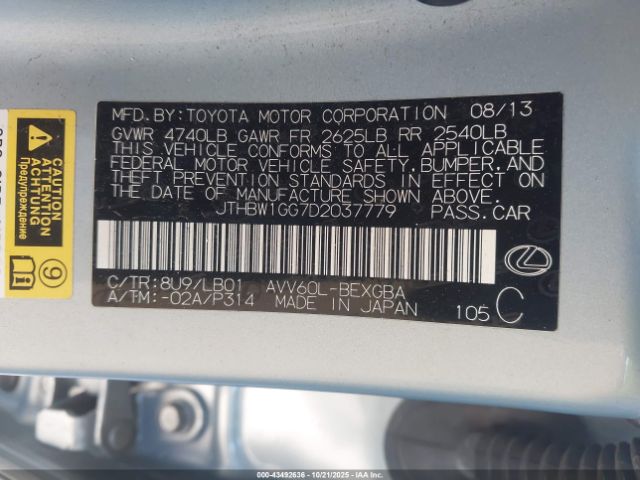 MFD. BY: TOYOTA MOTOR CORPORATION 08/13
GVWR 4740LB GAWR FR 2625LB RR 2540LB
THIS VEHICLE CONFORMS TO ALL APPLICABLE
FEDERAL MOTOR VEHICLE SAFETY, BUMPER, AND
THEFT PREVENTION STANDARDS IN EFFECT ON
THE DATE OF MANUFACTURE SHOWN ABOVE.
JTHBW1GG7D2037779 PASS. CAR
C/TR: 8U9/LB01 AVV60L-BEXGBA
A/TM: -02A/P314 MADE IN JAPAN 105 C
CAUTION
ATTENTION
ACHTUNG
Предупреждение
9
© 43492636 - 10/21/2025 - IAA Holdings, LLC